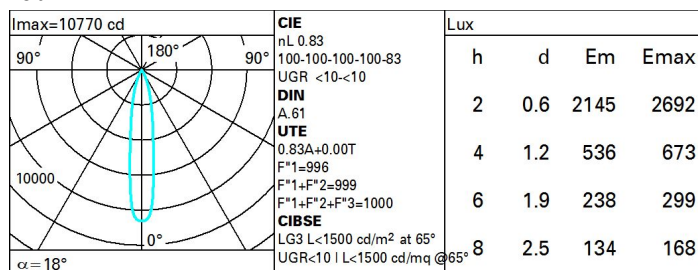 Imax=10770 cd
90°
180°
90°
10000
0°
α=18°
CIE
nL 0.83
100-100-100-100-83
UGR <10-<10
DIN
A.61
UTE
0.83A+0.00T
F"1=996
F"1+F"2=999
F"1+F"2+F"3=1000
CIBSE
LG3 L<1500 cd/m² at 65°
UGR<10 | L<1500 cd/mq @65°
Lux
h d Em Emax
2 0.6 2145 2692
4 1.2 536 673
6 1.9 238 299
8 2.5 134 168